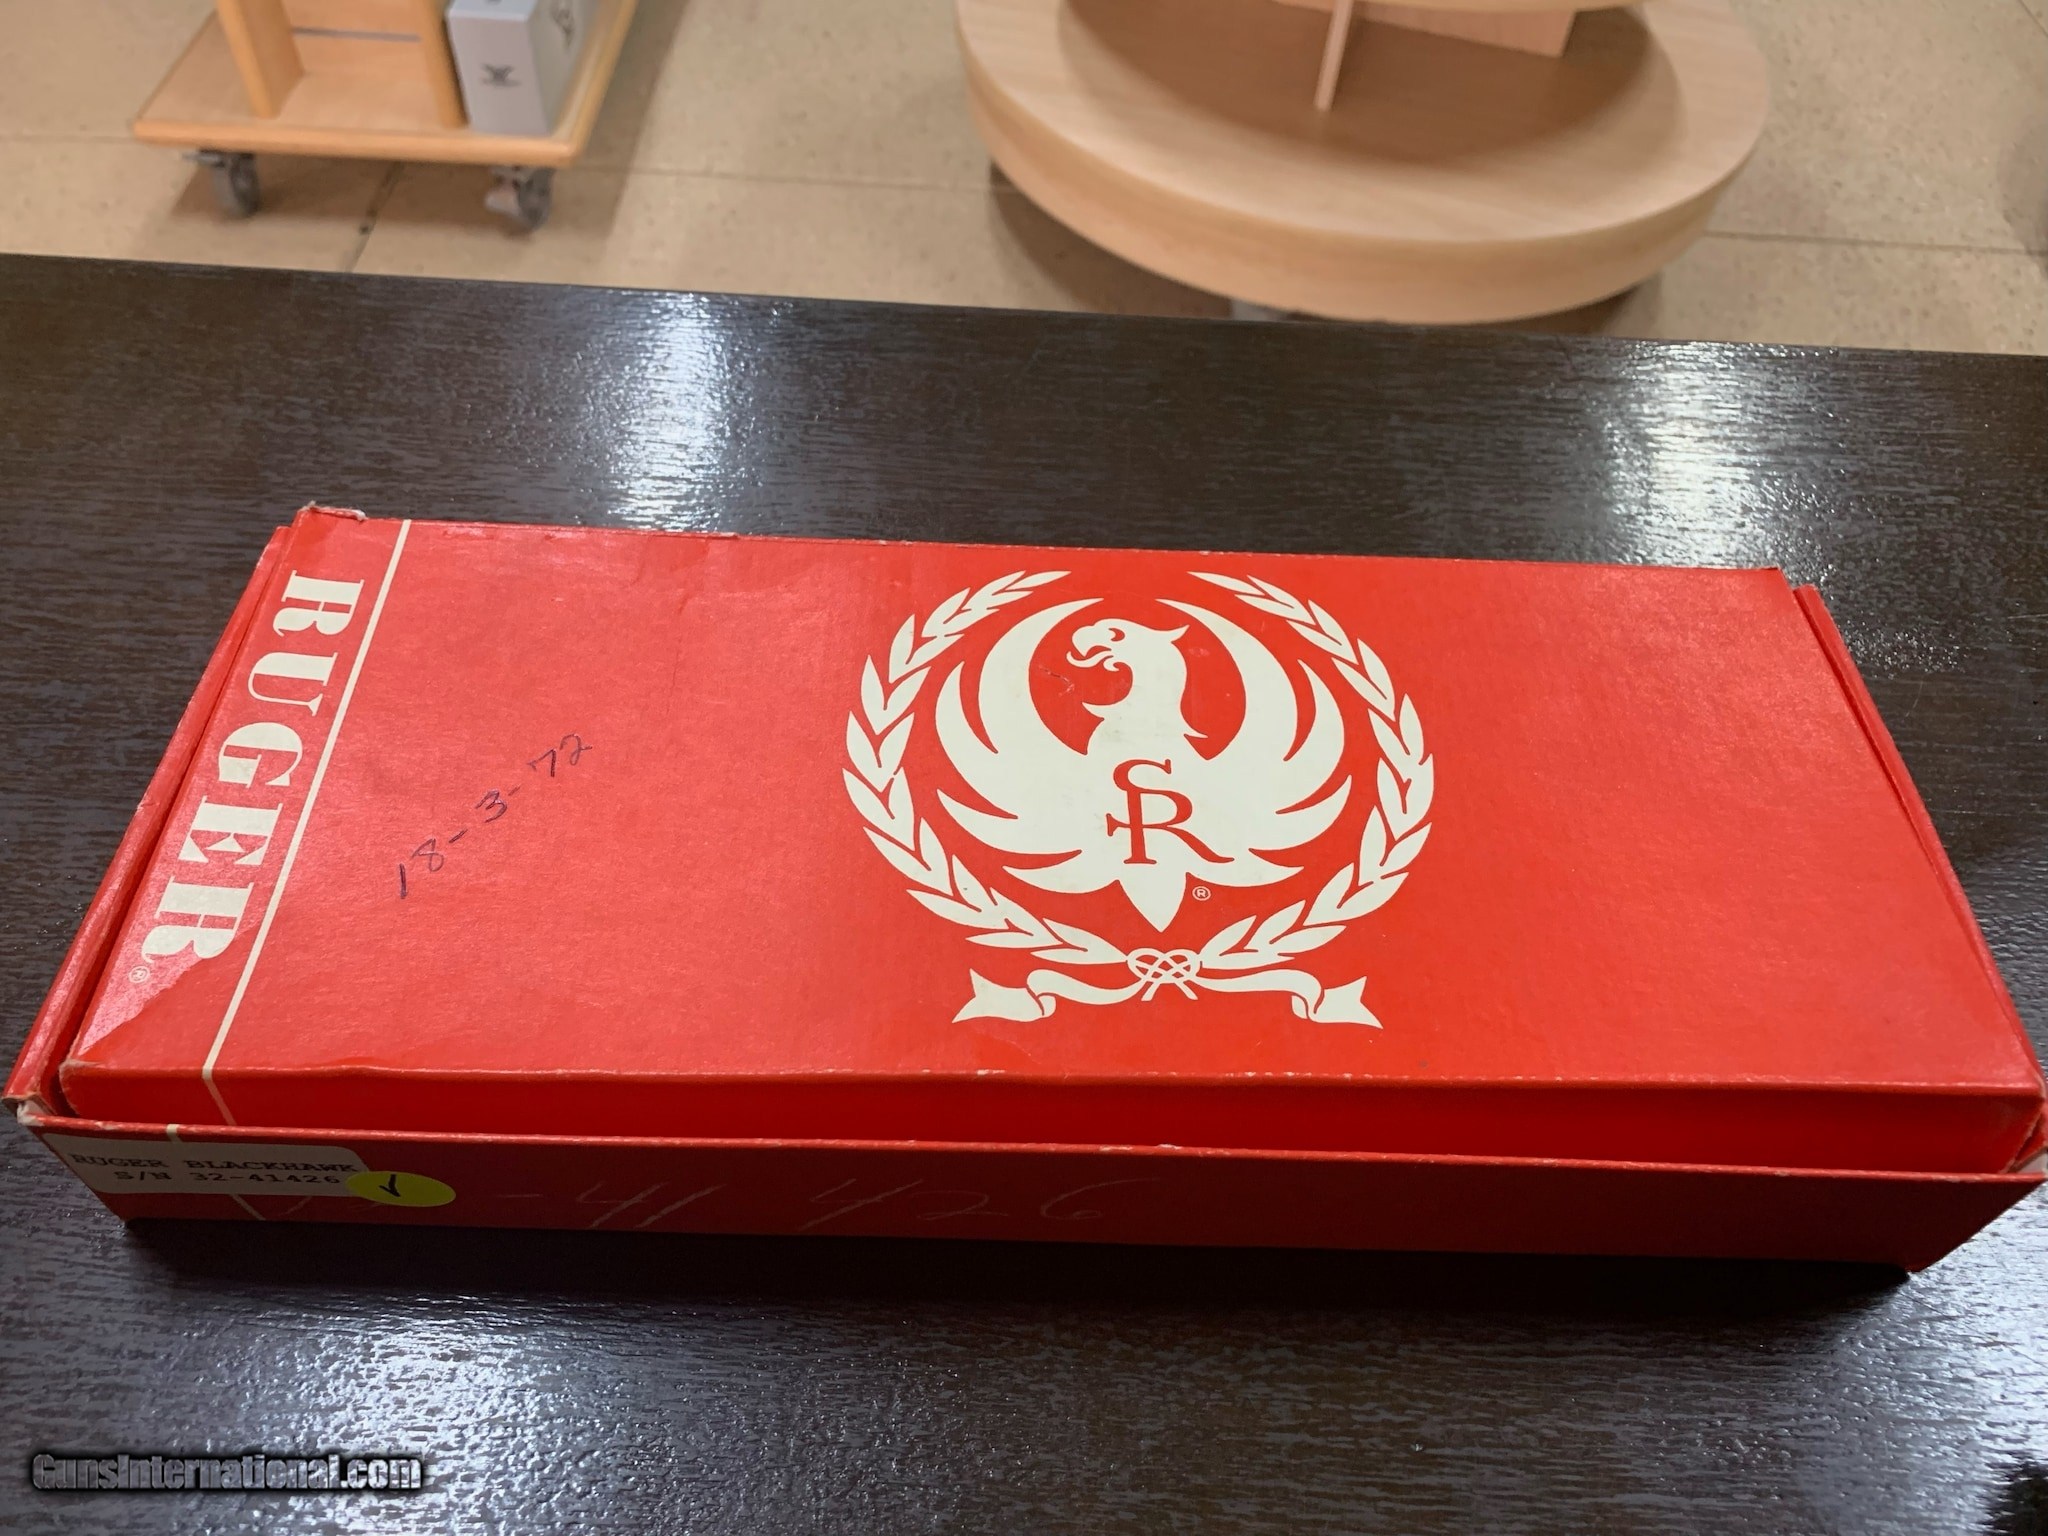 RUGER®
18-3-72
SR
®
RUGER BLACKHAWK
S/N 32-41426
-41 426
GunsInternational.com